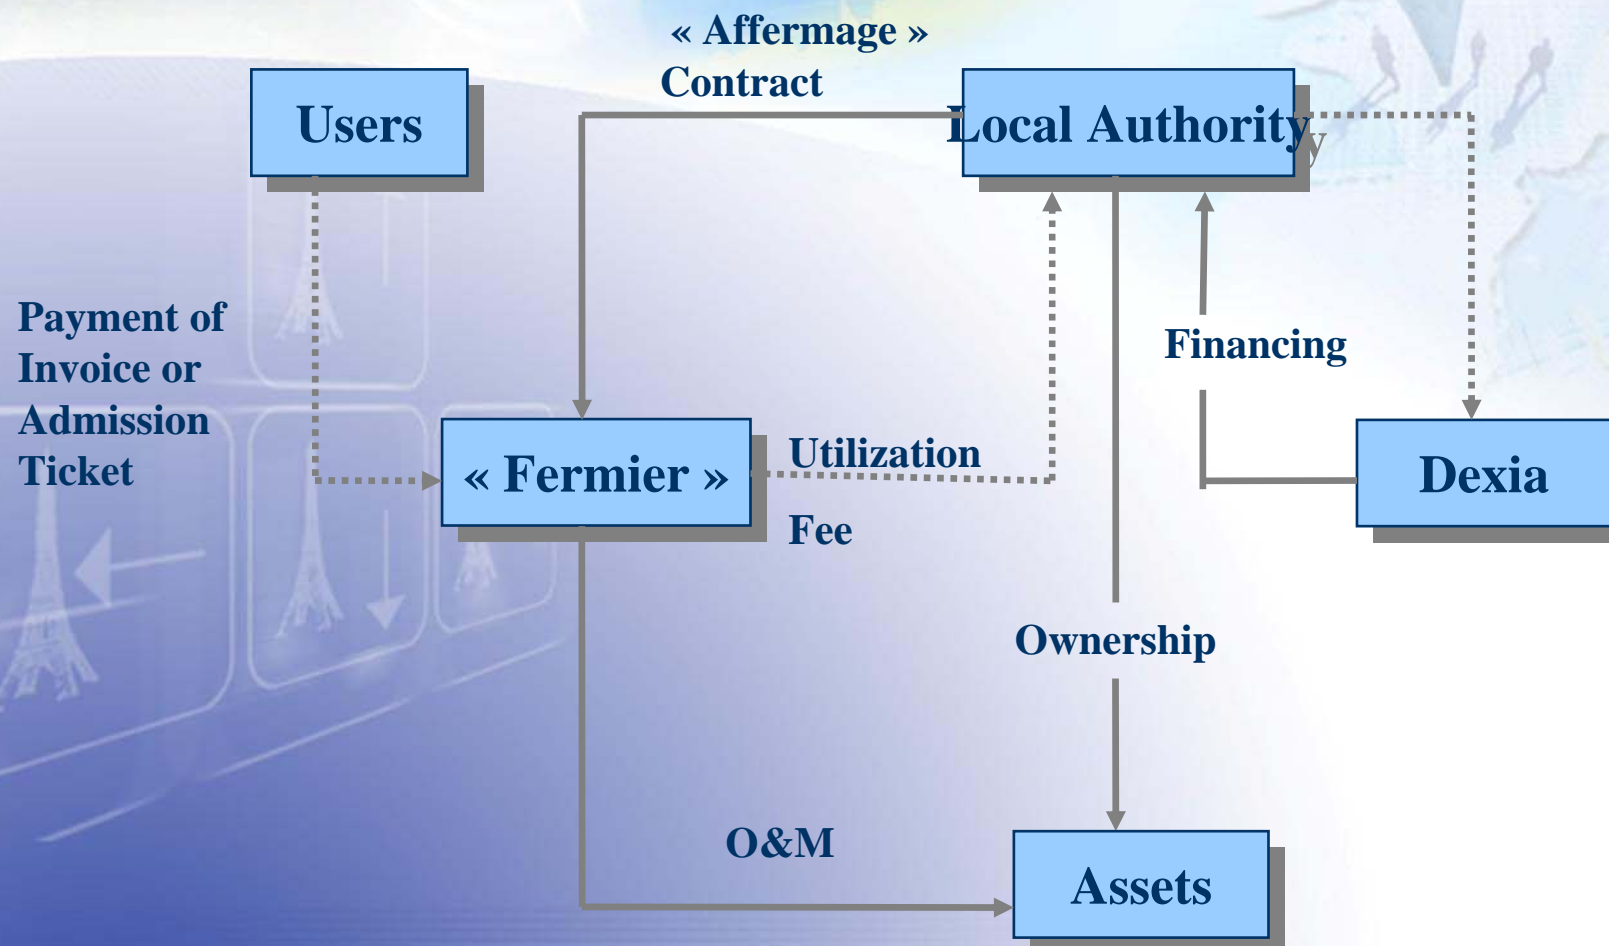 « Affermage »
Contract
Users
Local Authority
Payment of
Invoice or
Admission
Ticket
Financing
« Fermier »
Utilization
Fee
Dexia
Ownership
O&M
Assets